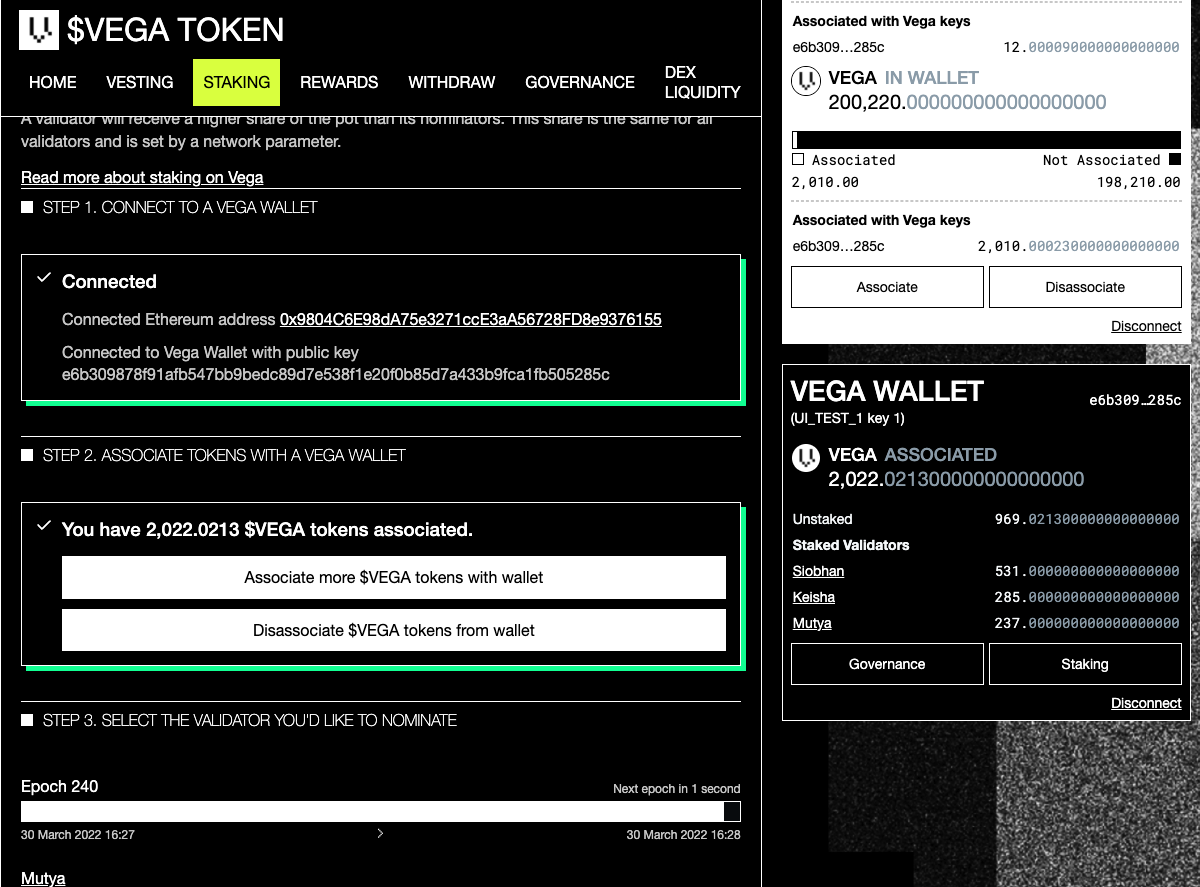 $VEGA TOKEN
HOME VESTING STAKING REWARDS WITHDRAW GOVERNANCE DEX LIQUIDITY
A validator will receive a higher share of the pot than its nominators. This share is the same for all
validators and is set by a network parameter.
Read more about staking on Vega
STEP 1. CONNECT TO A VEGA WALLET
Connected
Connected Ethereum address 0x9804C6E98dA75e3271ccE3aA56728FD8e9376155
Connected to Vega Wallet with public key
e6b309878f91afb547bb9bedc89d7e538f1e20f0b85d7a433b9fca1fb505285c
STEP 2. ASSOCIATE TOKENS WITH A VEGA WALLET
You have 2,022.0213 $VEGA tokens associated.
Associate more $VEGA tokens with wallet
Disassociate $VEGA tokens from wallet
STEP 3. SELECT THE VALIDATOR YOU'D LIKE TO NOMINATE
Epoch 240 Next epoch in 1 second
30 March 2022 16:27 30 March 2022 16:28
Mutya
Associated with Vega keys
e6b309…285c 12.000090000000000000
VEGA IN WALLET
200,220.000000000000000000
Associated Not Associated
2,010.00 198,210.00
Associated with Vega keys
e6b309…285c 2,010.000230000000000000
Associate Disassociate
Disconnect
VEGA WALLET e6b309…285c
(UI_TEST_1 key 1)
VEGA ASSOCIATED
2,022.021300000000000000
Unstaked 969.021300000000000000
Staked Validators
Siobhan 531.000000000000000000
Keisha 285.000000000000000000
Mutya 237.000000000000000000
Governance Staking
Disconnect